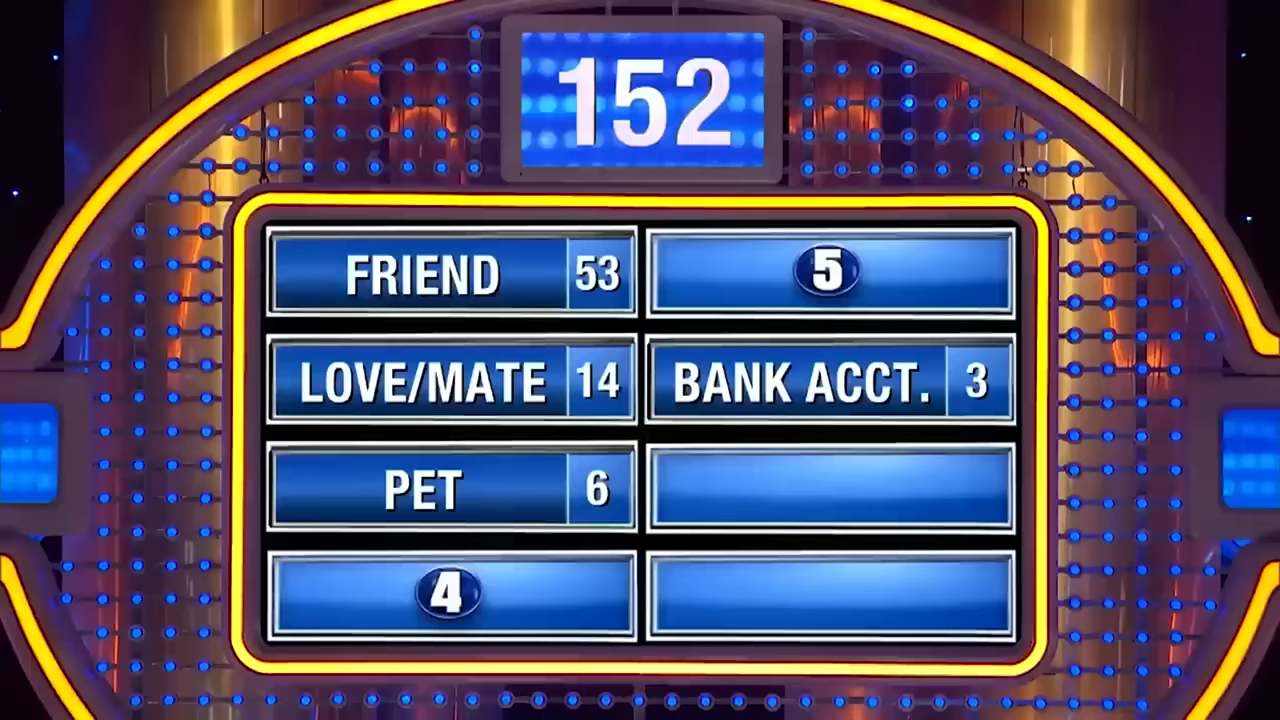 152
FRIEND 53
LOVE/MATE 14
PET 6
4
5
BANK ACCT. 3